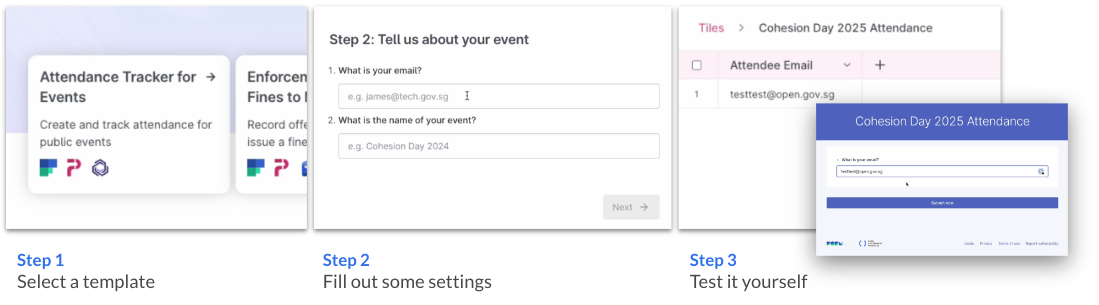 Attendance Tracker for
Events
Create and track attendance for
public events
Enforcen
Fines to
Record offe
issue a fine
Step 2: Tell us about your event
1. What is your email?
e.g. james@tech.gov.sg
2. What is the name of your event?
e.g. Cohesion Day 2024
Next
Tiles > Cohesion Day 2025 Attendance
Attendee Email
1 testtest@open.gov.sg
Cohesion Day 2025 Attendance
What is your email?
testtest@open.gov.sg
Submit now
Guide Privacy Terms of use Report vulnerability
Step 1
Select a template
Step 2
Fill out some settings
Step 3
Test it yourself